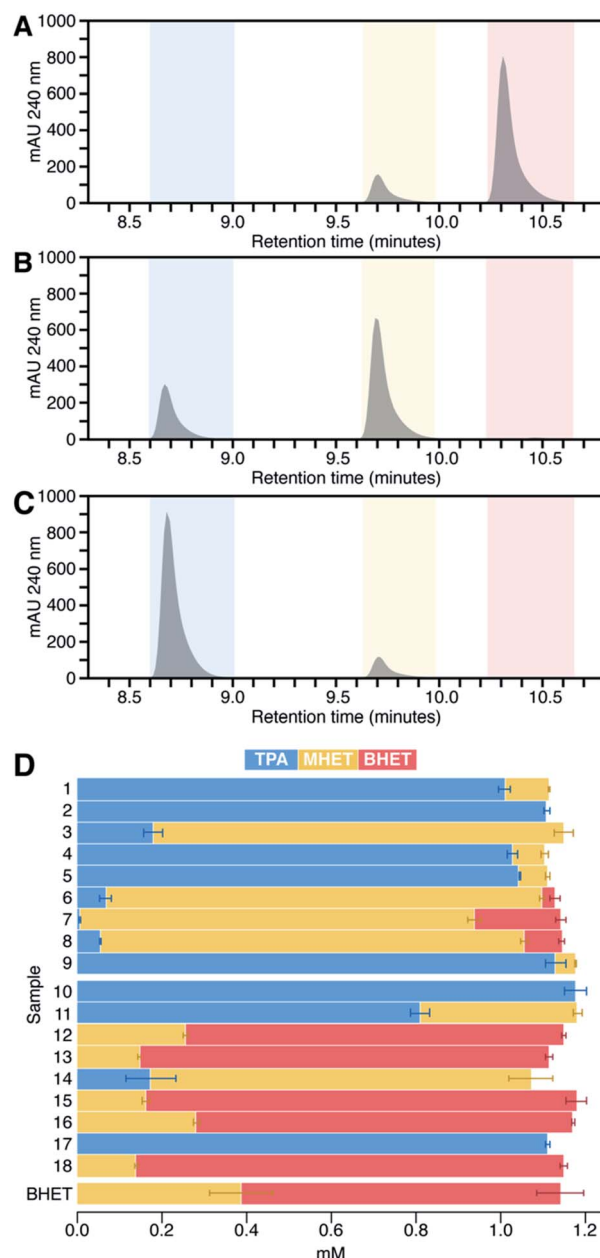 A
1000
800
600
400
200
0
mAU 240 nm
8.5 9.0 9.5 10.0 10.5
Retention time (minutes)
B
1000
800
600
400
200
0
mAU 240 nm
8.5 9.0 9.5 10.0 10.5
Retention time (minutes)
C
1000
800
600
400
200
0
mAU 240 nm
8.5 9.0 9.5 10.0 10.5
Retention time (minutes)
D
TPA MHET BHET
Sample
1
2
3
4
5
6
7
8
9
10
11
12
13
14
15
16
17
18
BHET
0.0 0.2 0.4 0.6 0.8 1.0 1.2
mM